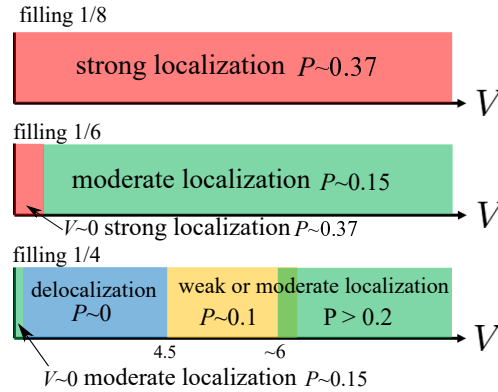 filling 1/8
strong localization P~0.37
V
filling 1/6
moderate localization P~0.15
V
V~0 strong localization P~0.37
filling 1/4
delocalization weak or moderate localization
P~0 P~0.1 P > 0.2
V
4.5 ~6
V~0 moderate localization P~0.15